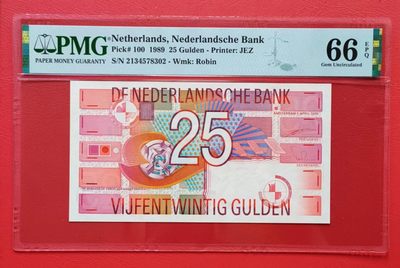 PMG
PAPER MONEY GUARANTY
Netherlands, Nederlandsche Bank
Pick# 100 1989 25 Gulden - Printer: JEZ
S/N 2134578302 - Wmk: Robin
66 EPQ
Gem Uncirculated
DE NEDERLANDSCHE BANK
25
VIJFENTWINTIG GULDEN